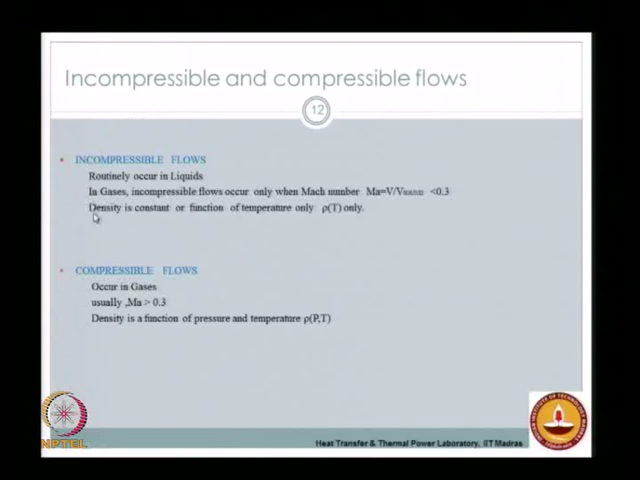 Incompressible and compressible flows
12
INCOMPRESSIBLE FLOWS
Routinely occur in Liquids
In Gases, incompressible flows occur only when Mach number Ma=V/V <0.3
Density is constant or function of temperature only ρ(T) only.
COMPRESSIBLE FLOWS
Occur in Gases
usually ,Ma > 0.3
Density is a function of pressure and temperature ρ(P,T)
NPTEL
Heat Transfer & Thermal Power Laboratory, IIT Madras